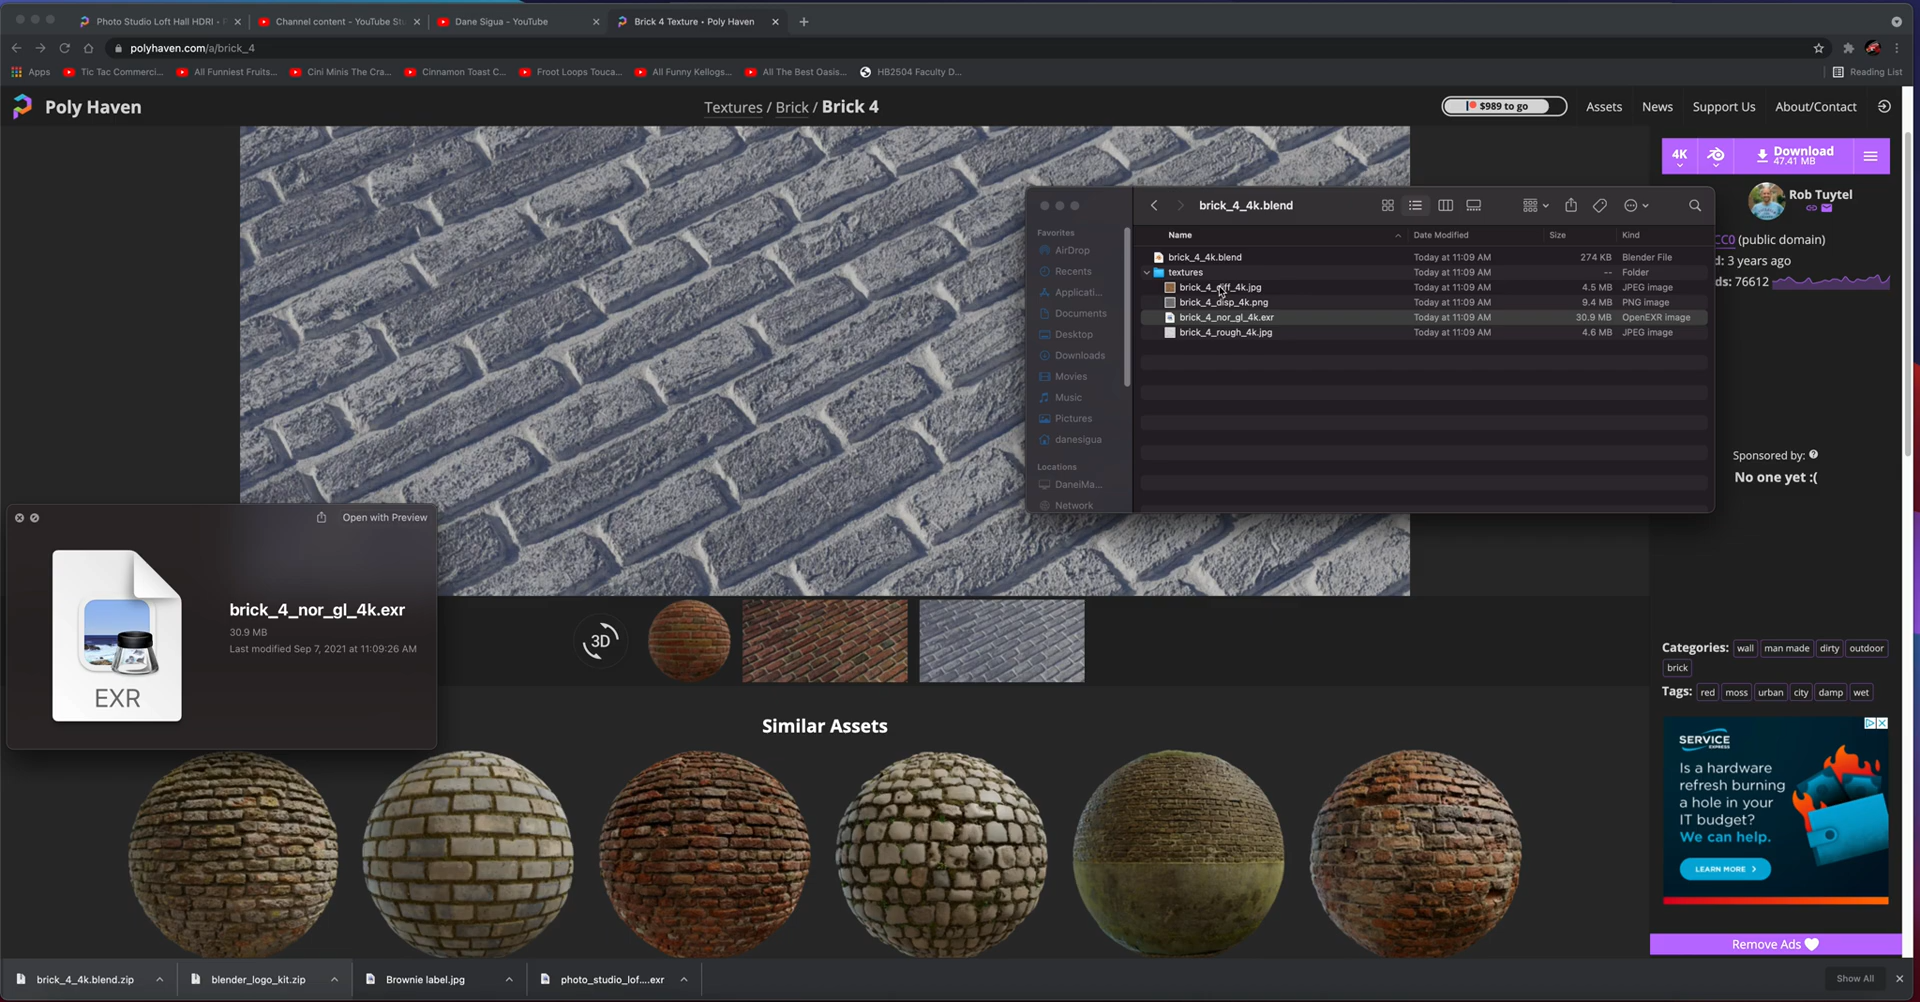 Photo Studio Loft Hall HDRI •
Channel content - YouTube St
Dane Sigua - YouTube
Brick 4 Texture • Poly Haven
polyhaven.com/a/brick_4
Apps
Tic Tac Commerci...
All Funniest Fruits...
Cini Minis The Cra...
Cinnamon Toast C...
Froot Loops Touca...
All Funny Kellogs...
All The Best Oasis...
HB2504 Faculty D...
Reading List
Poly Haven
Textures / Brick / Brick 4
$989 to go
Assets
News
Support Us
About/Contact
4K
Download
47.41 MB
Rob Tuytel
CC0 (public domain)
d: 3 years ago
ds: 76612
Sponsored by:
No one yet :(
Categories: wall man made dirty outdoor
brick
Tags: red moss urban city damp wet
brick_4_4k.blend
Favorites
AirDrop
Recents
Applicati...
Documents
Desktop
Downloads
Movies
Music
Pictures
danesigua
Locations
DaneiMa...
Network
Name Date Modified Size Kind
brick_4_4k.blend Today at 11:09 AM 274 KB Blender File
textures Today at 11:09 AM -- Folder
brick_4_diff_4k.jpg Today at 11:09 AM 4.5 MB JPEG image
brick_4_disp_4k.png Today at 11:09 AM 9.4 MB PNG image
brick_4_nor_gl_4k.exr Today at 11:09 AM 30.9 MB OpenEXR image
brick_4_rough_4k.jpg Today at 11:09 AM 4.6 MB JPEG image
Open with Preview
EXR
brick_4_nor_gl_4k.exr
30.9 MB
Last modified Sep 7, 2021 at 11:09:26 AM
3D
Similar Assets
SERVICE
EXPRESS
Is a hardware
refresh burning
a hole in your
IT budget?
We can help.
LEARN MORE >
Remove Ads
brick_4_4k.blend.zip
blender_logo_kit.zip
Brownie label.jpg
photo_studio_lof....exr
Show All